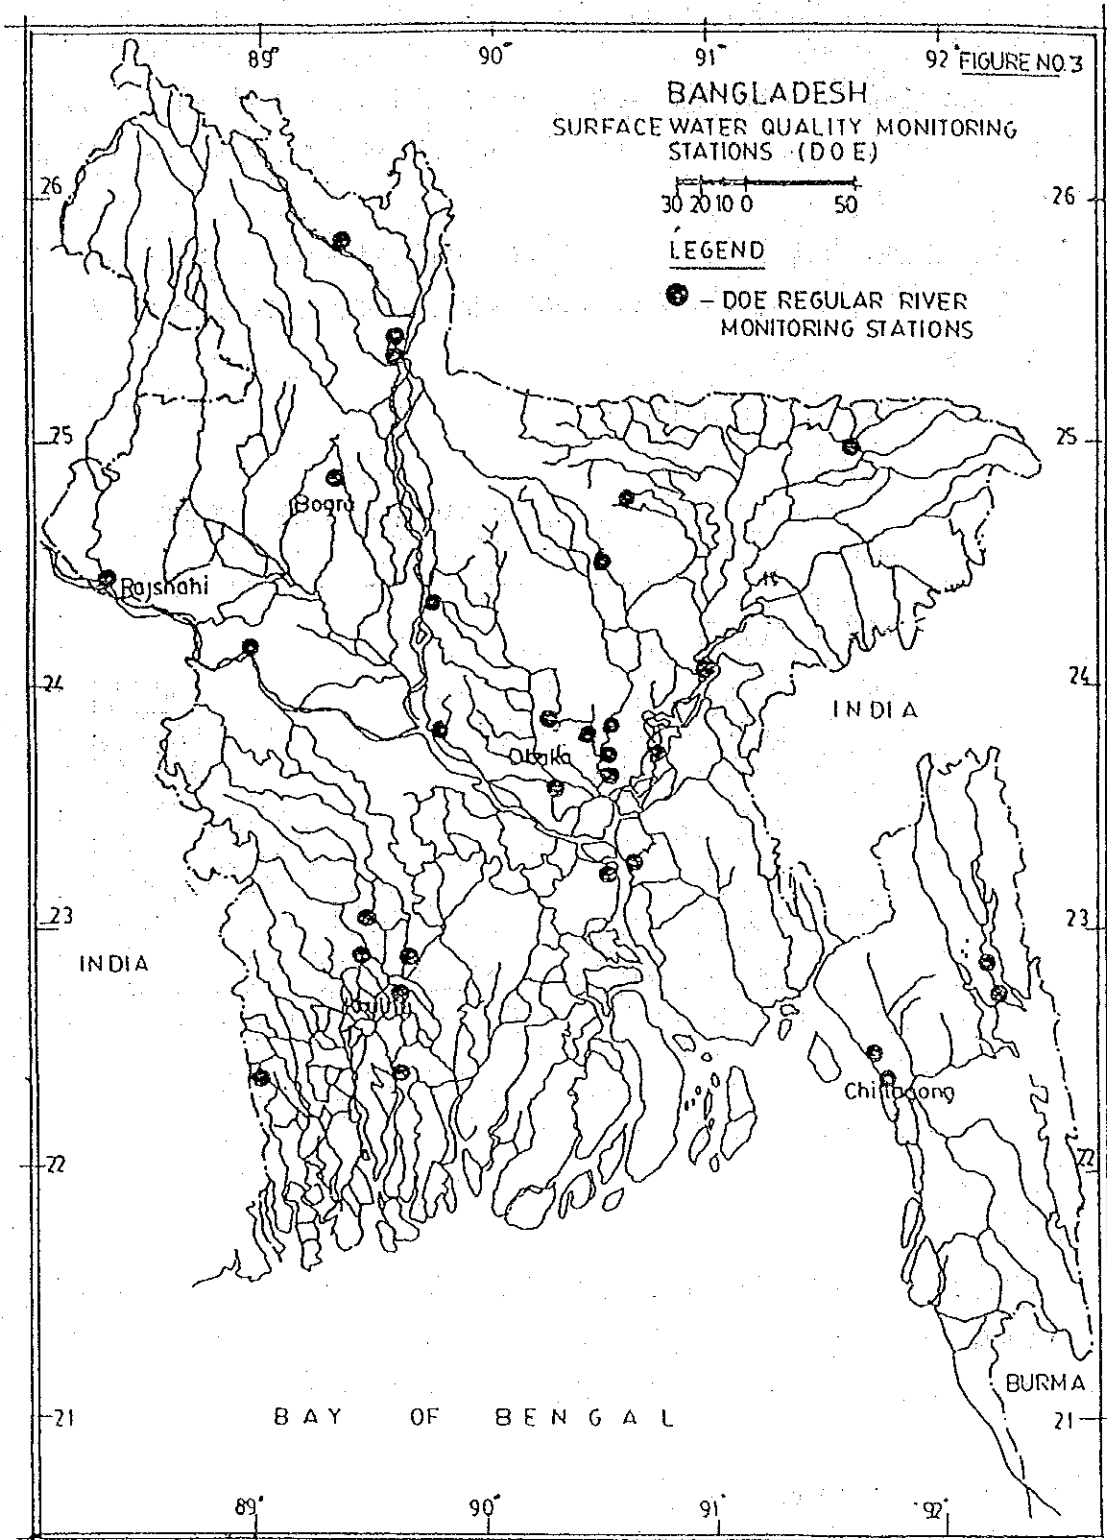 89° 90° 91° 92° FIGURE NO.3
BANGLADESH
SURFACE WATER QUALITY MONITORING
STATIONS (DOE)
30 20 10 0 50
LEGEND
– DOE REGULAR RIVER
MONITORING STATIONS
26 26
25 25
Bogra
Rajshahi
24 24
INDIA
Dhaka
23 23
INDIA
Chittagong
22 22
BURMA
BAY OF BENGAL
21 21
89° 90° 91° 92°